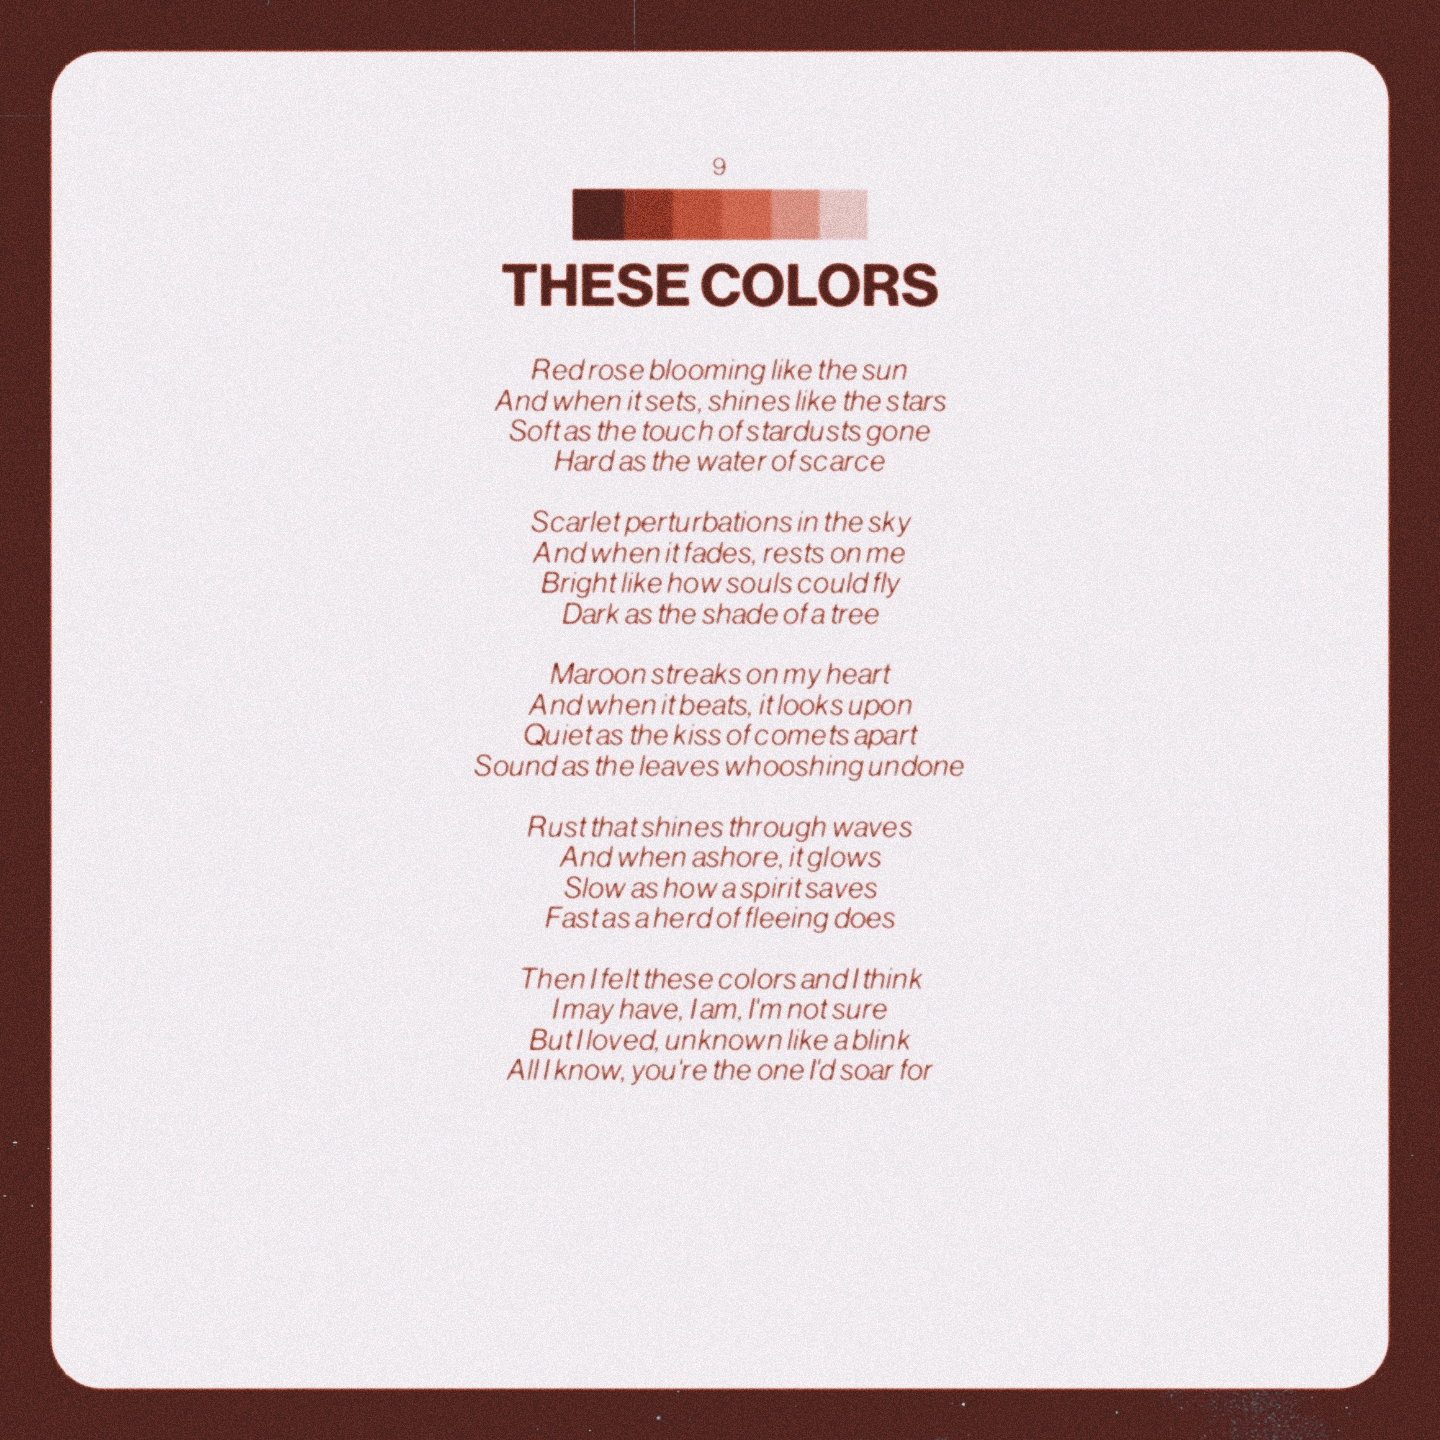 9
THESE COLORS
Red rose blooming like the sun
And when it sets, shines like the stars
Soft as the touch of stardusts gone
Hard as the water of scarce
Scarlet perturbations in the sky
And when it fades, rests on me
Bright like how souls could fly
Dark as the shade of a tree
Maroon streaks on my heart
And when it beats, it looks upon
Quiet as the kiss of comets apart
Sound as the leaves whooshing undone
Rust that shines through waves
And when ashore, it glows
Slow as how a spirit saves
Fast as a herd of fleeing does
Then I felt these colors and I think
I may have, I am, I'm not sure
But I loved, unknown like a blink
All I know, you're the one I'd soar for